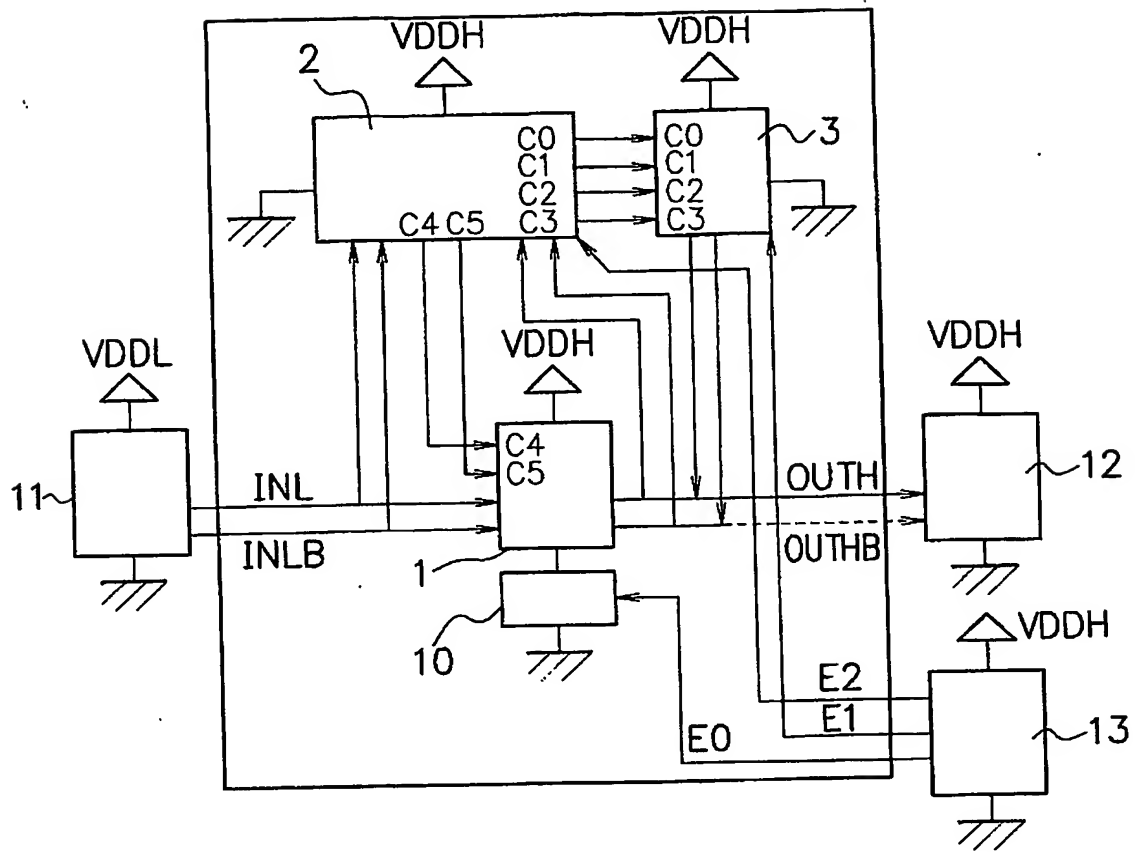 VDDH
VDDH
2
3
C0
C1
C2
C3
C4 C5
C0
C1
C2
C3
VDDH
VDDL
VDDH
C4
C5
11
12
INL
INLB
OUTH
OUTHB
1
10
VDDH
E2
E1
E0
13